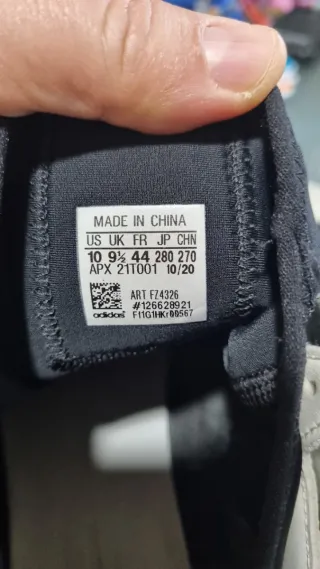 MADE IN CHINA
US UK FR JP CHN
10 9½ 44 280 270
APX 21T001 10/20
ART FZ4326
#126628921
adidas F11G1HKrD0567